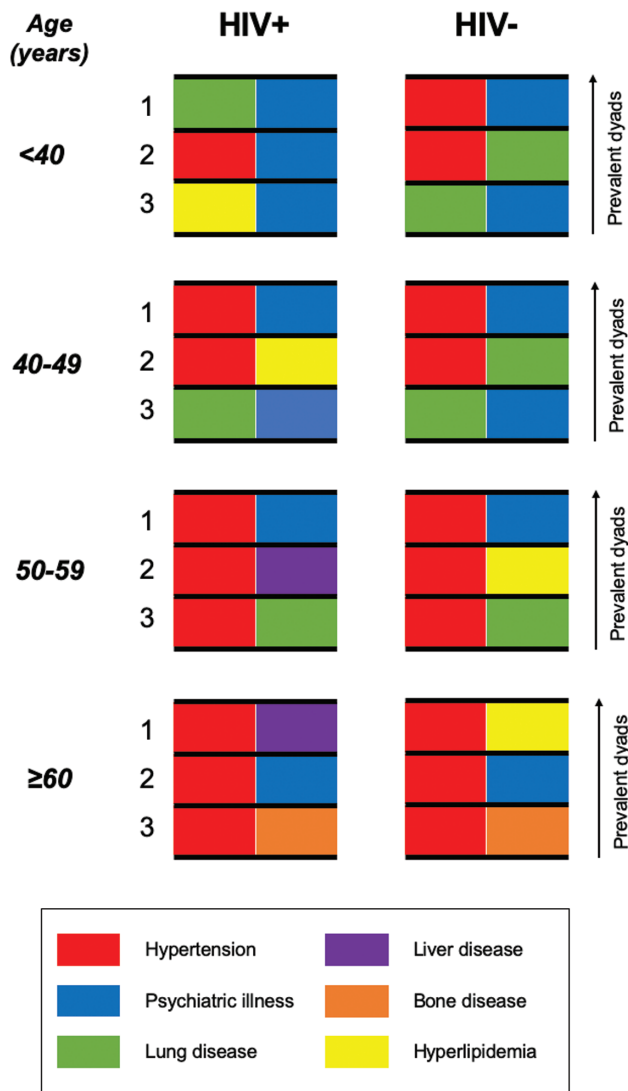 Age
(years)
HIV+
HIV-
<40
1
2
3
Prevalent dyads
40-49
1
2
3
Prevalent dyads
50-59
1
2
3
Prevalent dyads
≥60
1
2
3
Prevalent dyads
Hypertension
Liver disease
Psychiatric illness
Bone disease
Lung disease
Hyperlipidemia